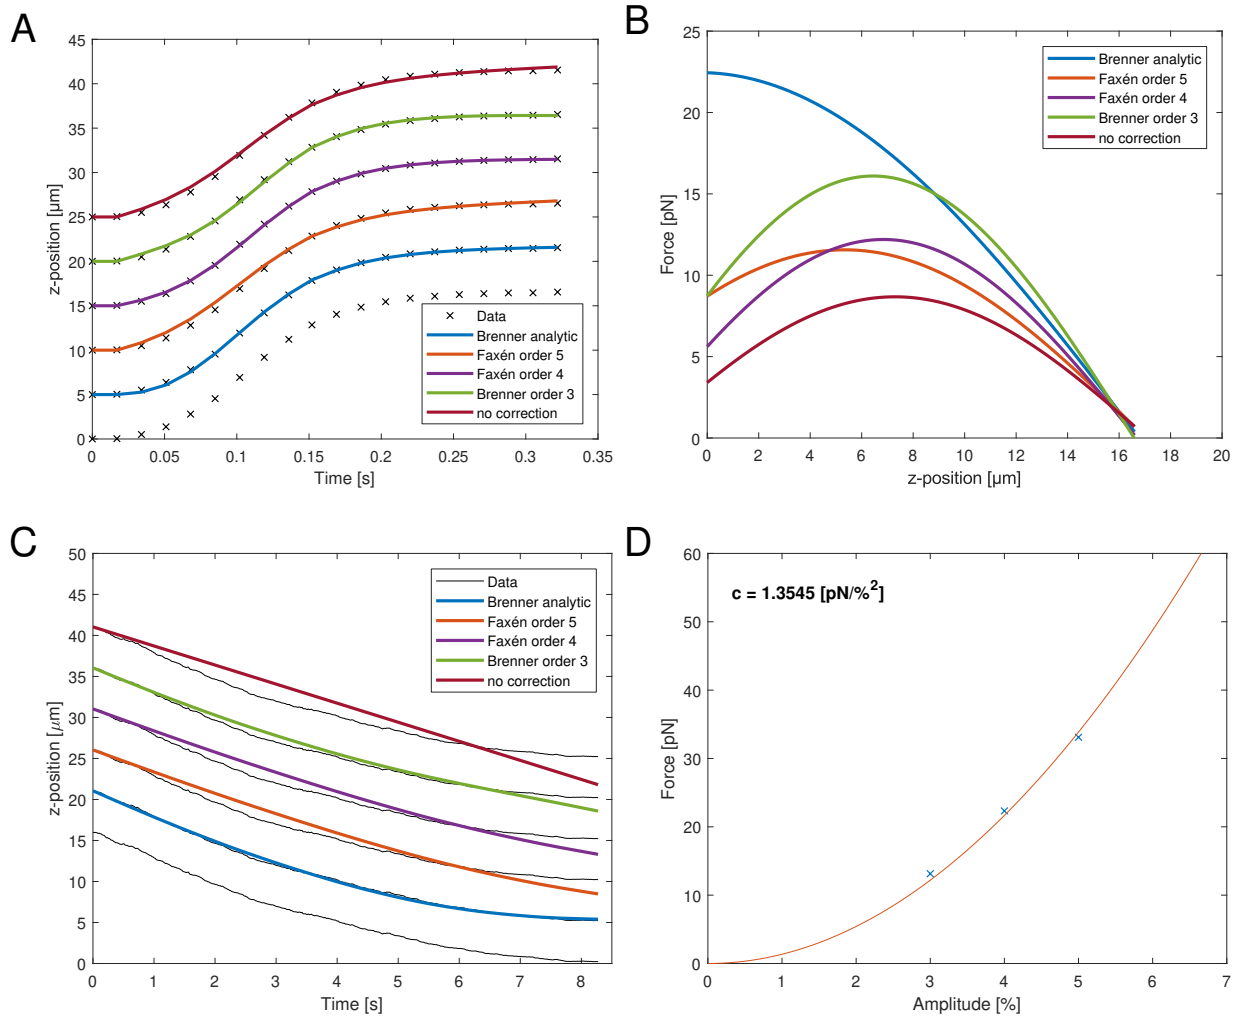 A
45
40
35
30
25
20
15
10
5
0
z-position [µm]
0
0.05
0.1
0.15
0.2
0.25
0.3
0.35
Time [s]
Data
Brenner analytic
Faxén order 5
Faxén order 4
Brenner order 3
no correction
B
25
20
15
10
5
0
Force [pN]
0
2
4
6
8
10
12
14
16
18
20
z-position [µm]
Brenner analytic
Faxén order 5
Faxén order 4
Brenner order 3
no correction
C
50
45
40
35
30
25
20
15
10
5
0
z-position [µm]
0
1
2
3
4
5
6
7
8
Time [s]
Data
Brenner analytic
Faxén order 5
Faxén order 4
Brenner order 3
no correction
D
60
50
40
30
20
10
0
Force [pN]
0
1
2
3
4
5
6
7
Amplitude [%]
c = 1.3545 [pN/%²]